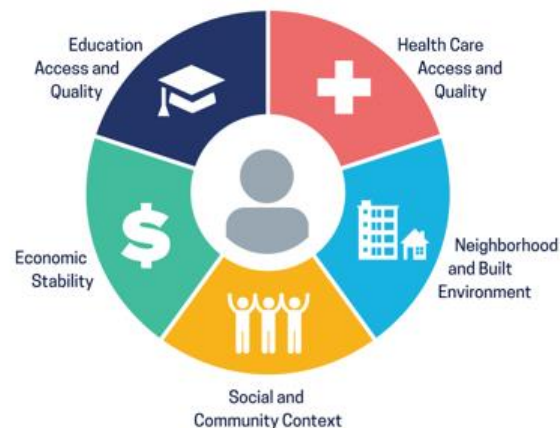 Education
Access and
Quality
Health Care
Access and
Quality
Economic
Stability
Neighborhood
and Built
Environment
Social and
Community Context
$